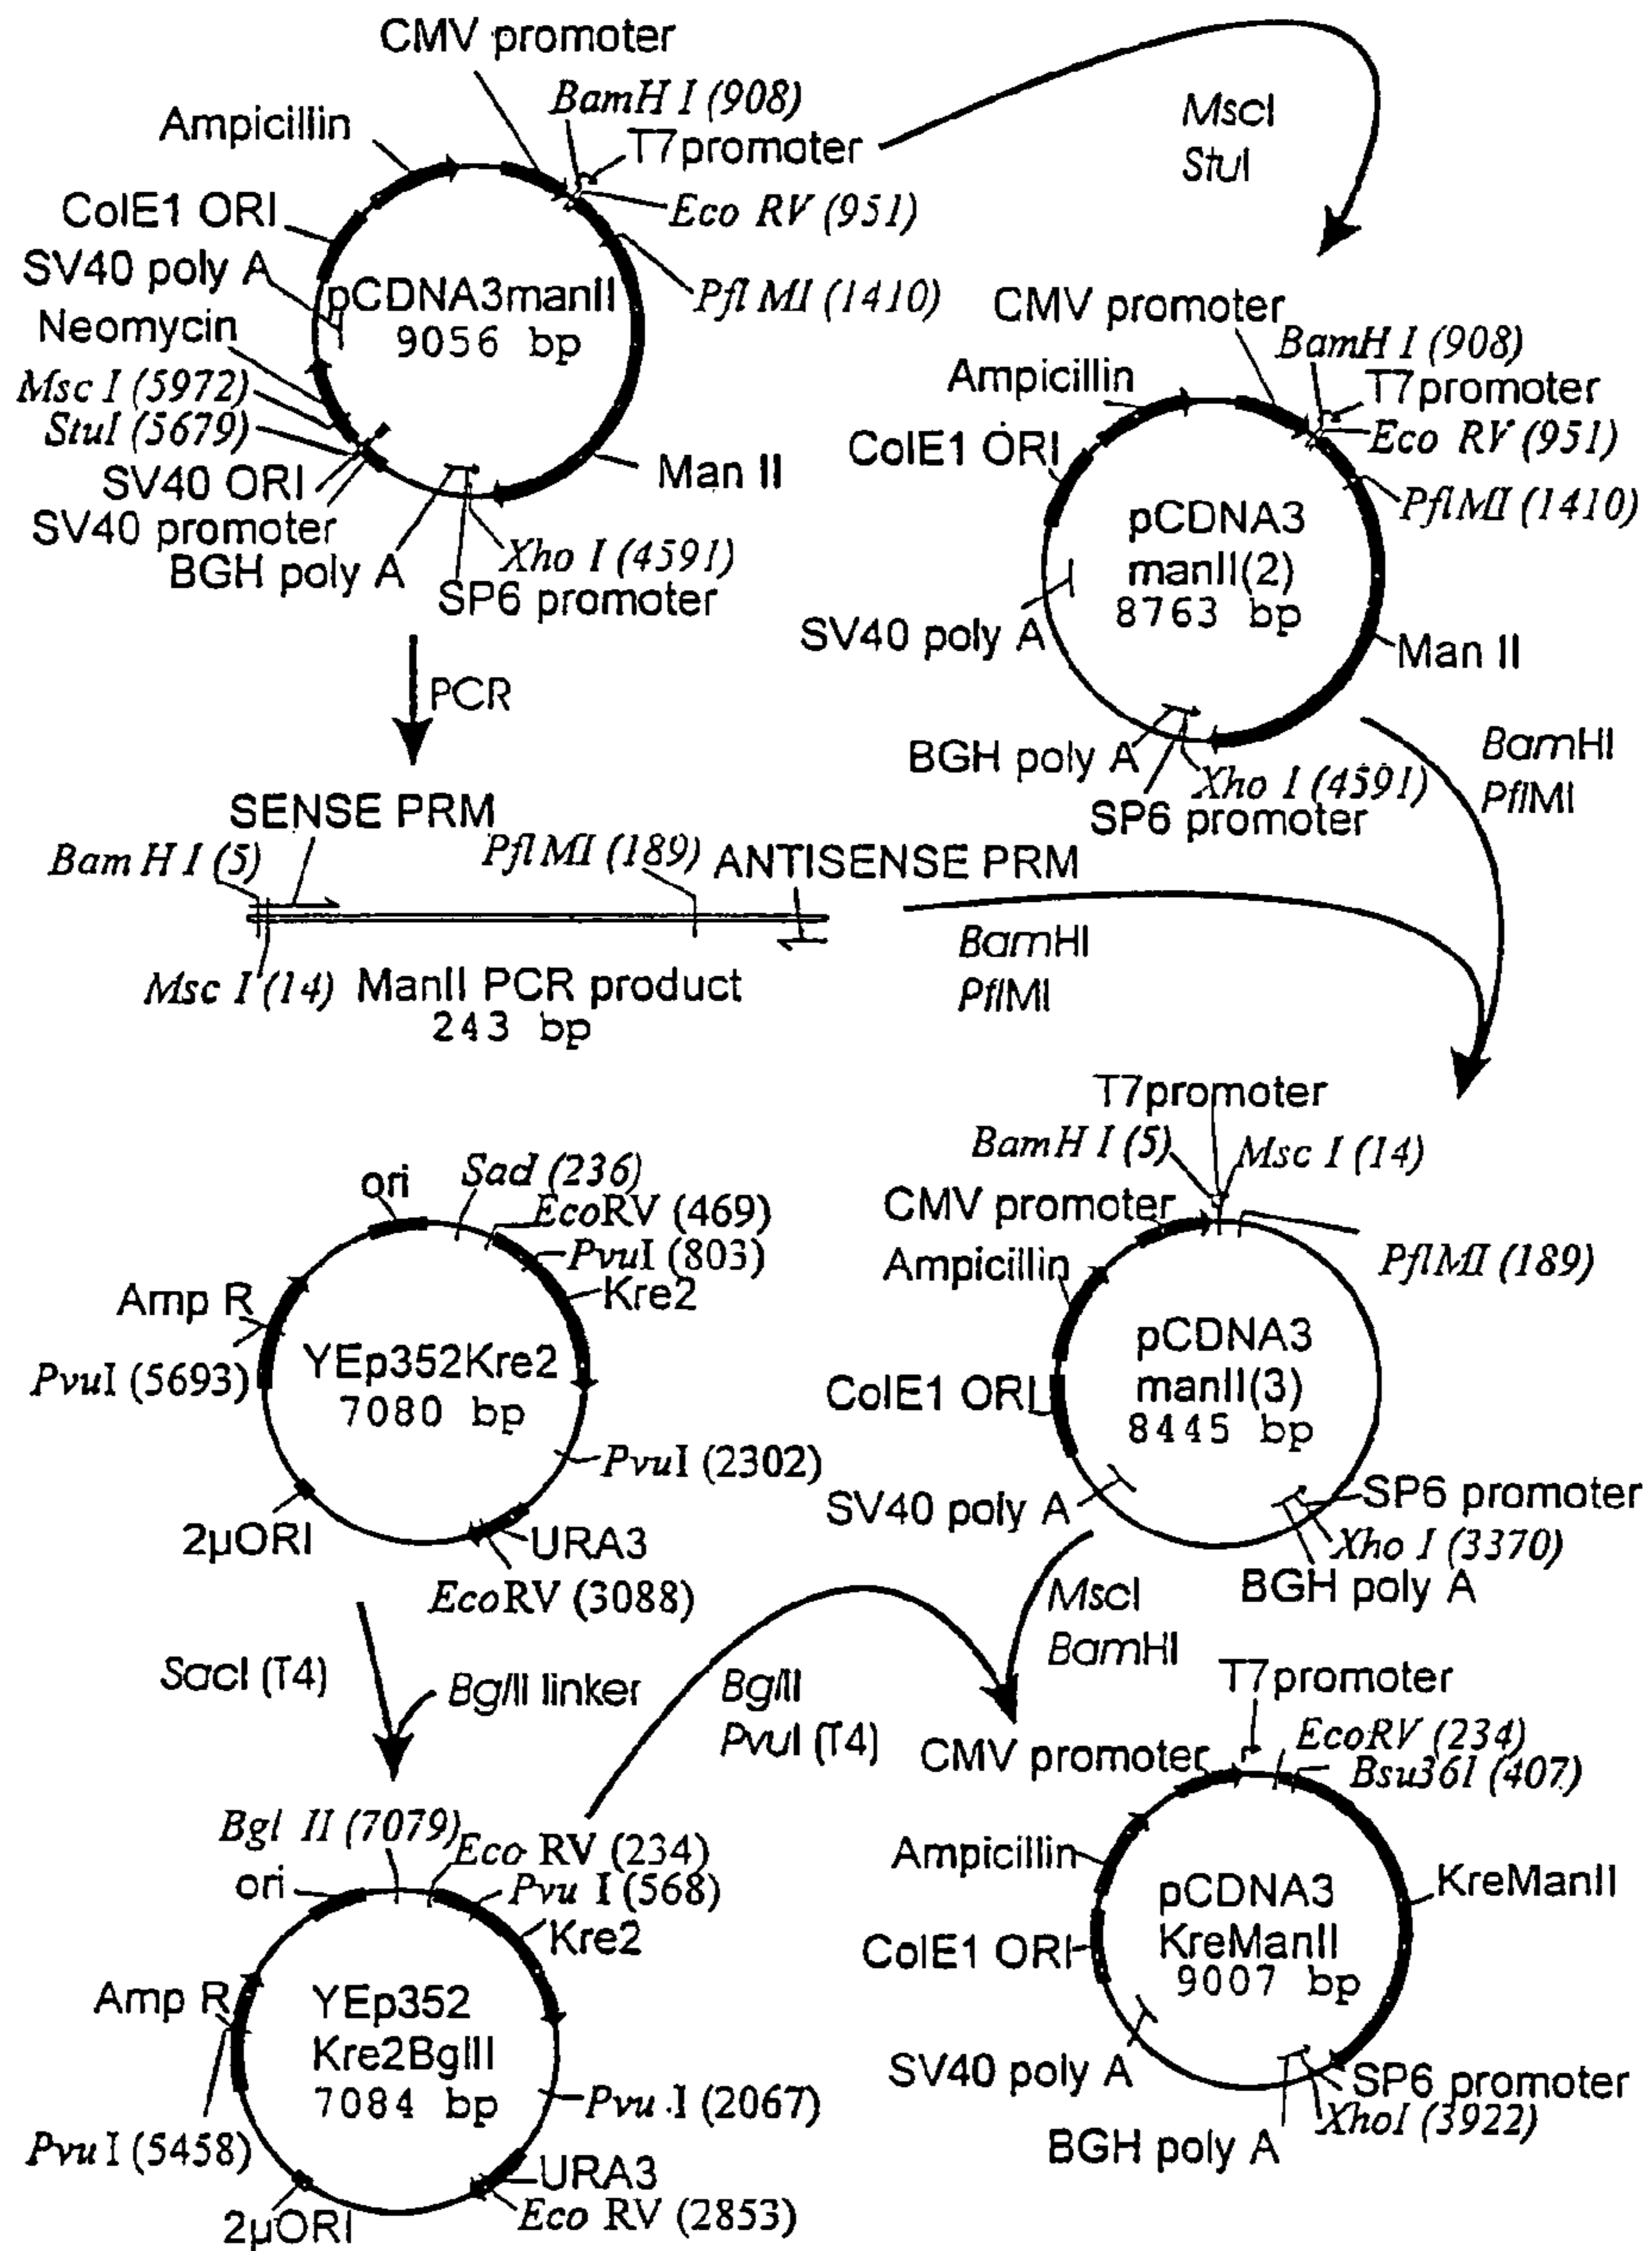 CMV promoter
BamH I (908)
Ampicillin
T7promoter
MscI
StuI
ColE1 ORI
Eco RV (951)
SV40 poly A
pCDNA3manII
9056 bp
Pfl MI (1410)
Neomycin
Msc I (5972)
StuI (5679)
SV40 ORI
Man II
SV40 promoter
BGH poly A
Xho I (4591)
SP6 promoter
PCR
CMV promoter
BamH I (908)
Ampicillin
T7promoter
Eco RV (951)
ColE1 ORI
PflMI (1410)
pCDNA3
manII(2)
8763 bp
SV40 poly A
Man II
BGH poly A
Xho I (4591)
SP6 promoter
BamHI
PflMI
SENSE PRM
Bam H I (5)
PflMI (189)
ANTISENSE PRM
Msc I (14)
ManII PCR product
243 bp
BamHI
PflMI
T7promoter
BamH I (5)
Msc I (14)
CMV promoter
Ampicillin
PflMI (189)
pCDNA3
manII(3)
8445 bp
ColE1 ORI
SV40 poly A
SP6 promoter
Xho I (3370)
BGH poly A
ori
Sad (236)
EcoRV (469)
PvuI (803)
Kre2
Amp R
PvuI (5693)
YEp352Kre2
7080 bp
PvuI (2302)
2µORI
URA3
EcoRV (3088)
SacI (T4)
BglII linker
BglII
PvuI (T4)
MscI
BamHI
T7promoter
CMV promoter
EcoRV (234)
Bsu36I (407)
Ampicillin
pCDNA3
KreManII
9007 bp
KreManII
ColE1 ORI
SV40 poly A
SP6 promoter
XhoI (3922)
BGH poly A
Bgl II (7079)
Eco RV (234)
ori
Pvu I (568)
Kre2
Amp R
YEp352
Kre2BglII
7084 bp
Pvu I (2067)
Pvu I (5458)
URA3
Eco RV (2853)
2µORI